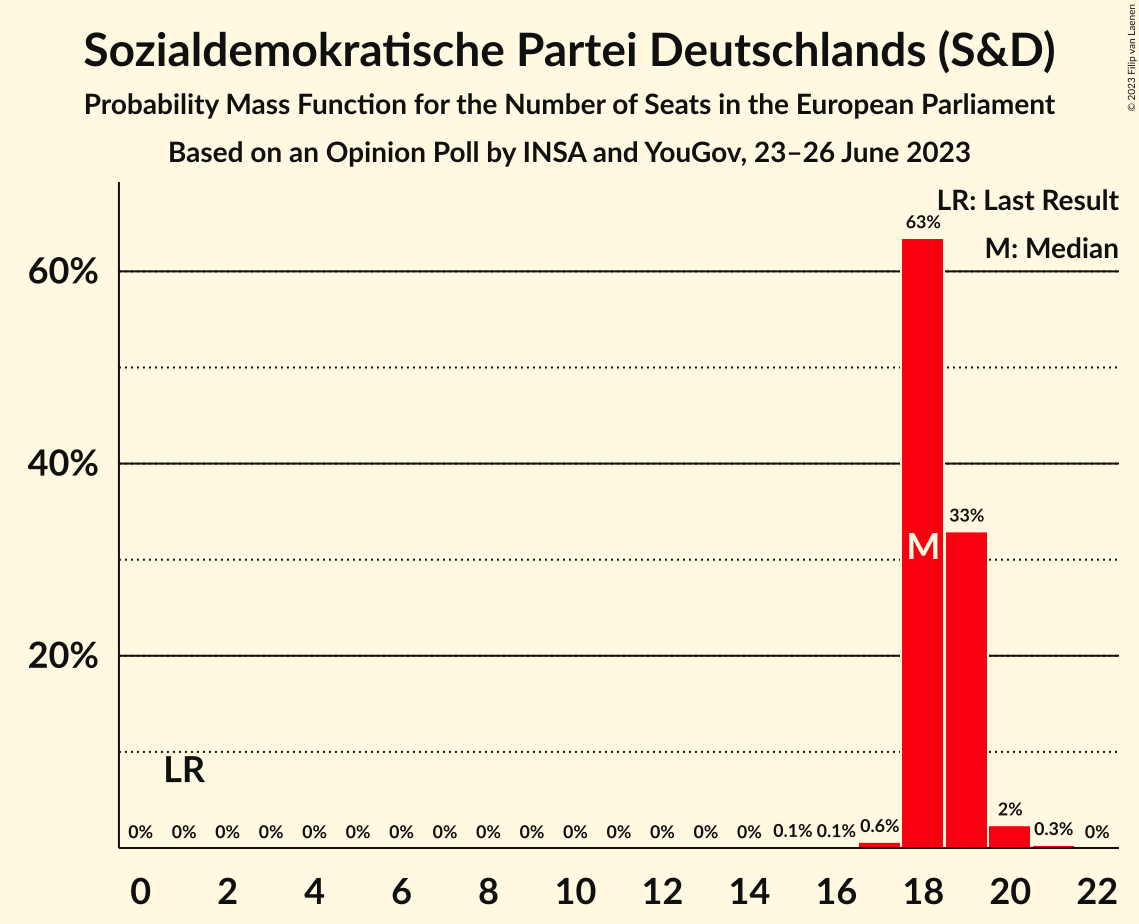 Sozialdemokratische Partei Deutschlands (S&D)
Probability Mass Function for the Number of Seats in the European Parliament
Based on an Opinion Poll by INSA and YouGov, 23–26 June 2023
© 2023 Filip van Laenen
LR: Last Result
M: Median
60%
40%
20%
63%
33%
M
LR
0% 0% 0% 0% 0% 0% 0% 0% 0% 0% 0% 0% 0% 0% 0% 0.1% 0.1% 0.6% 2% 0.3% 0%
0 2 4 6 8 10 12 14 16 18 20 22